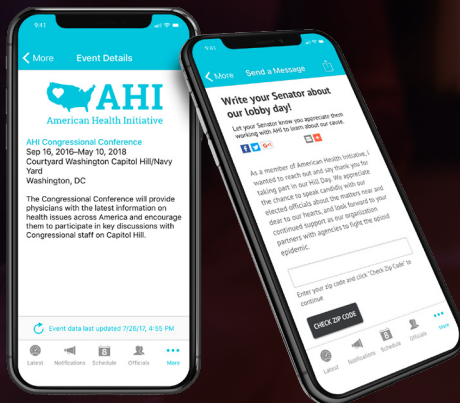 9:41
More
Event Details
AHI
American Health Initiative
AHI Congressional Conference
Sep 16, 2016–May 10, 2018
Courtyard Washington Capitol Hill/Navy
Yard
Washington, DC
The Congressional Conference will provide
physicians with the latest information on
health issues across America and encourage
them to participate in key discussions with
Congressional staff on Capitol Hill.
Event data last updated 7/26/17, 4:55 PM
Latest
Notifications
Schedule
Officials
More
9:41
More
Send a Message
Write your Senator about
our lobby day!
Let your Senator know you appreciate them
working with AHI to learn about our cause.
f
G+
As a member of American Health Initiative, I
wanted to reach out and say thank you for
taking part in our Hill Day. We appreciate
the chance to speak candidly with our
elected officials about the matters near and
dear to our hearts, and look forward to your
continued support as our organization
partners with agencies to fight the opioid
epidemic.
Enter your zip code and click "Check Zip Code" to
continue
CHECK ZIP CODE
Latest
Notifications
Schedule
Officials
More